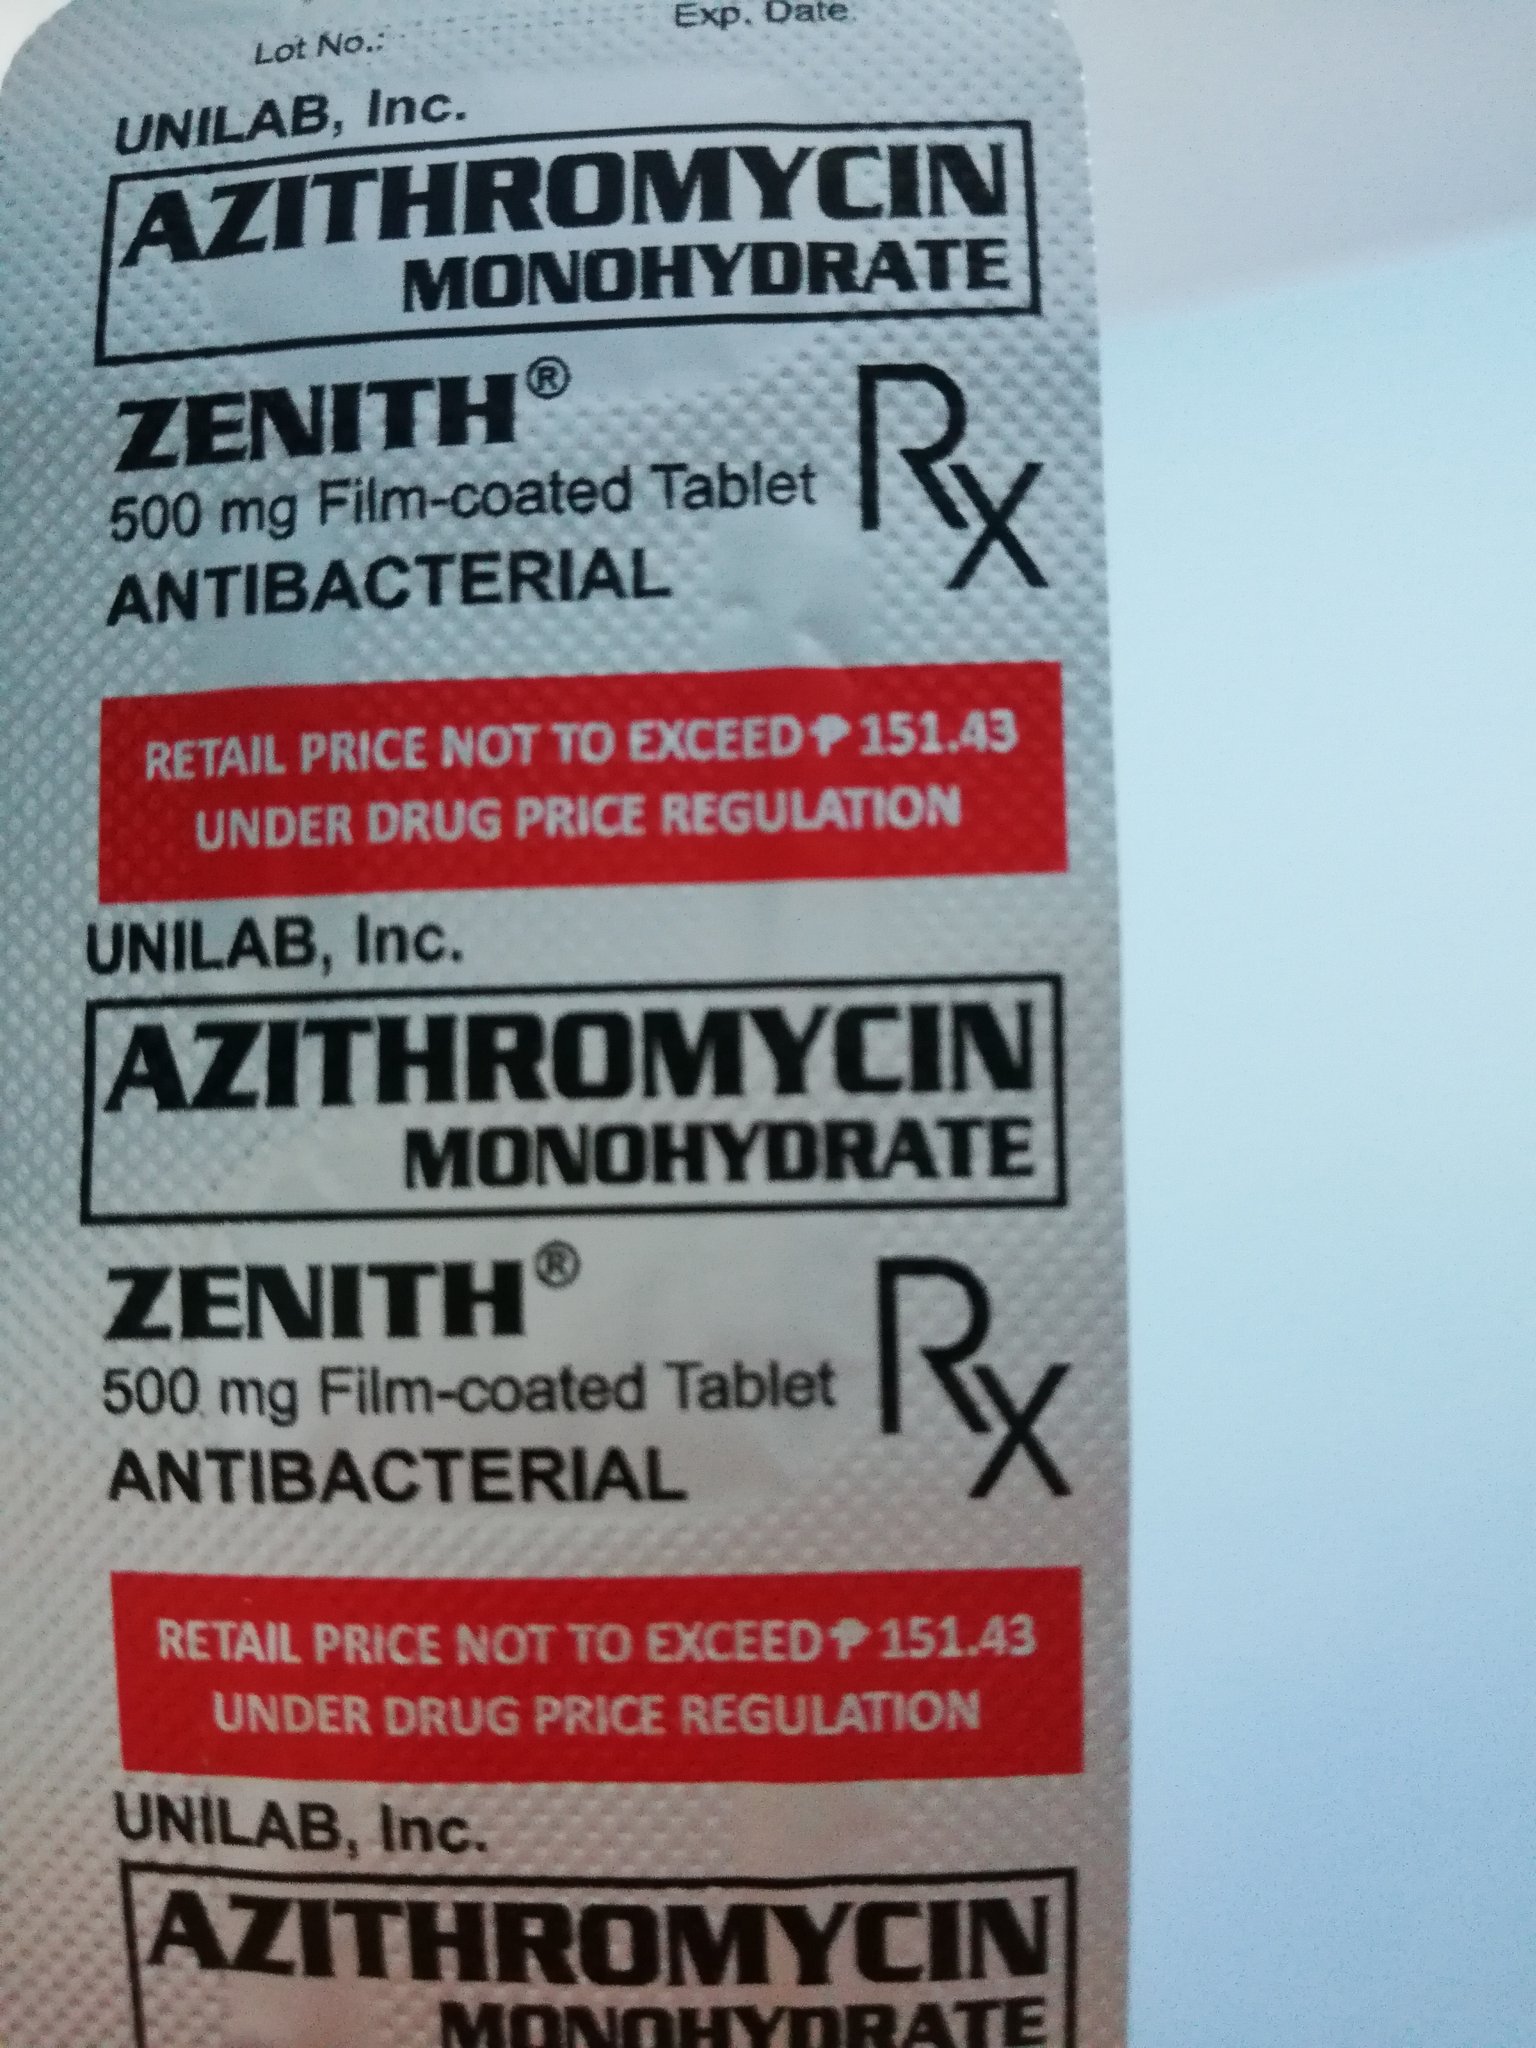 Lot No.:
Exp. Date
UNILAB, Inc.
AZITHROMYCIN
MONOHYDRATE
ZENITH®
500 mg Film-coated Tablet
ANTIBACTERIAL
Rx
RETAIL PRICE NOT TO EXCEED ₱ 151.43
UNDER DRUG PRICE REGULATION
UNILAB, Inc.
AZITHROMYCIN
MONOHYDRATE
ZENITH®
500 mg Film-coated Tablet
ANTIBACTERIAL
Rx
RETAIL PRICE NOT TO EXCEED ₱ 151.43
UNDER DRUG PRICE REGULATION
UNILAB, Inc.
AZITHROMYCIN
MONOHYDRATE